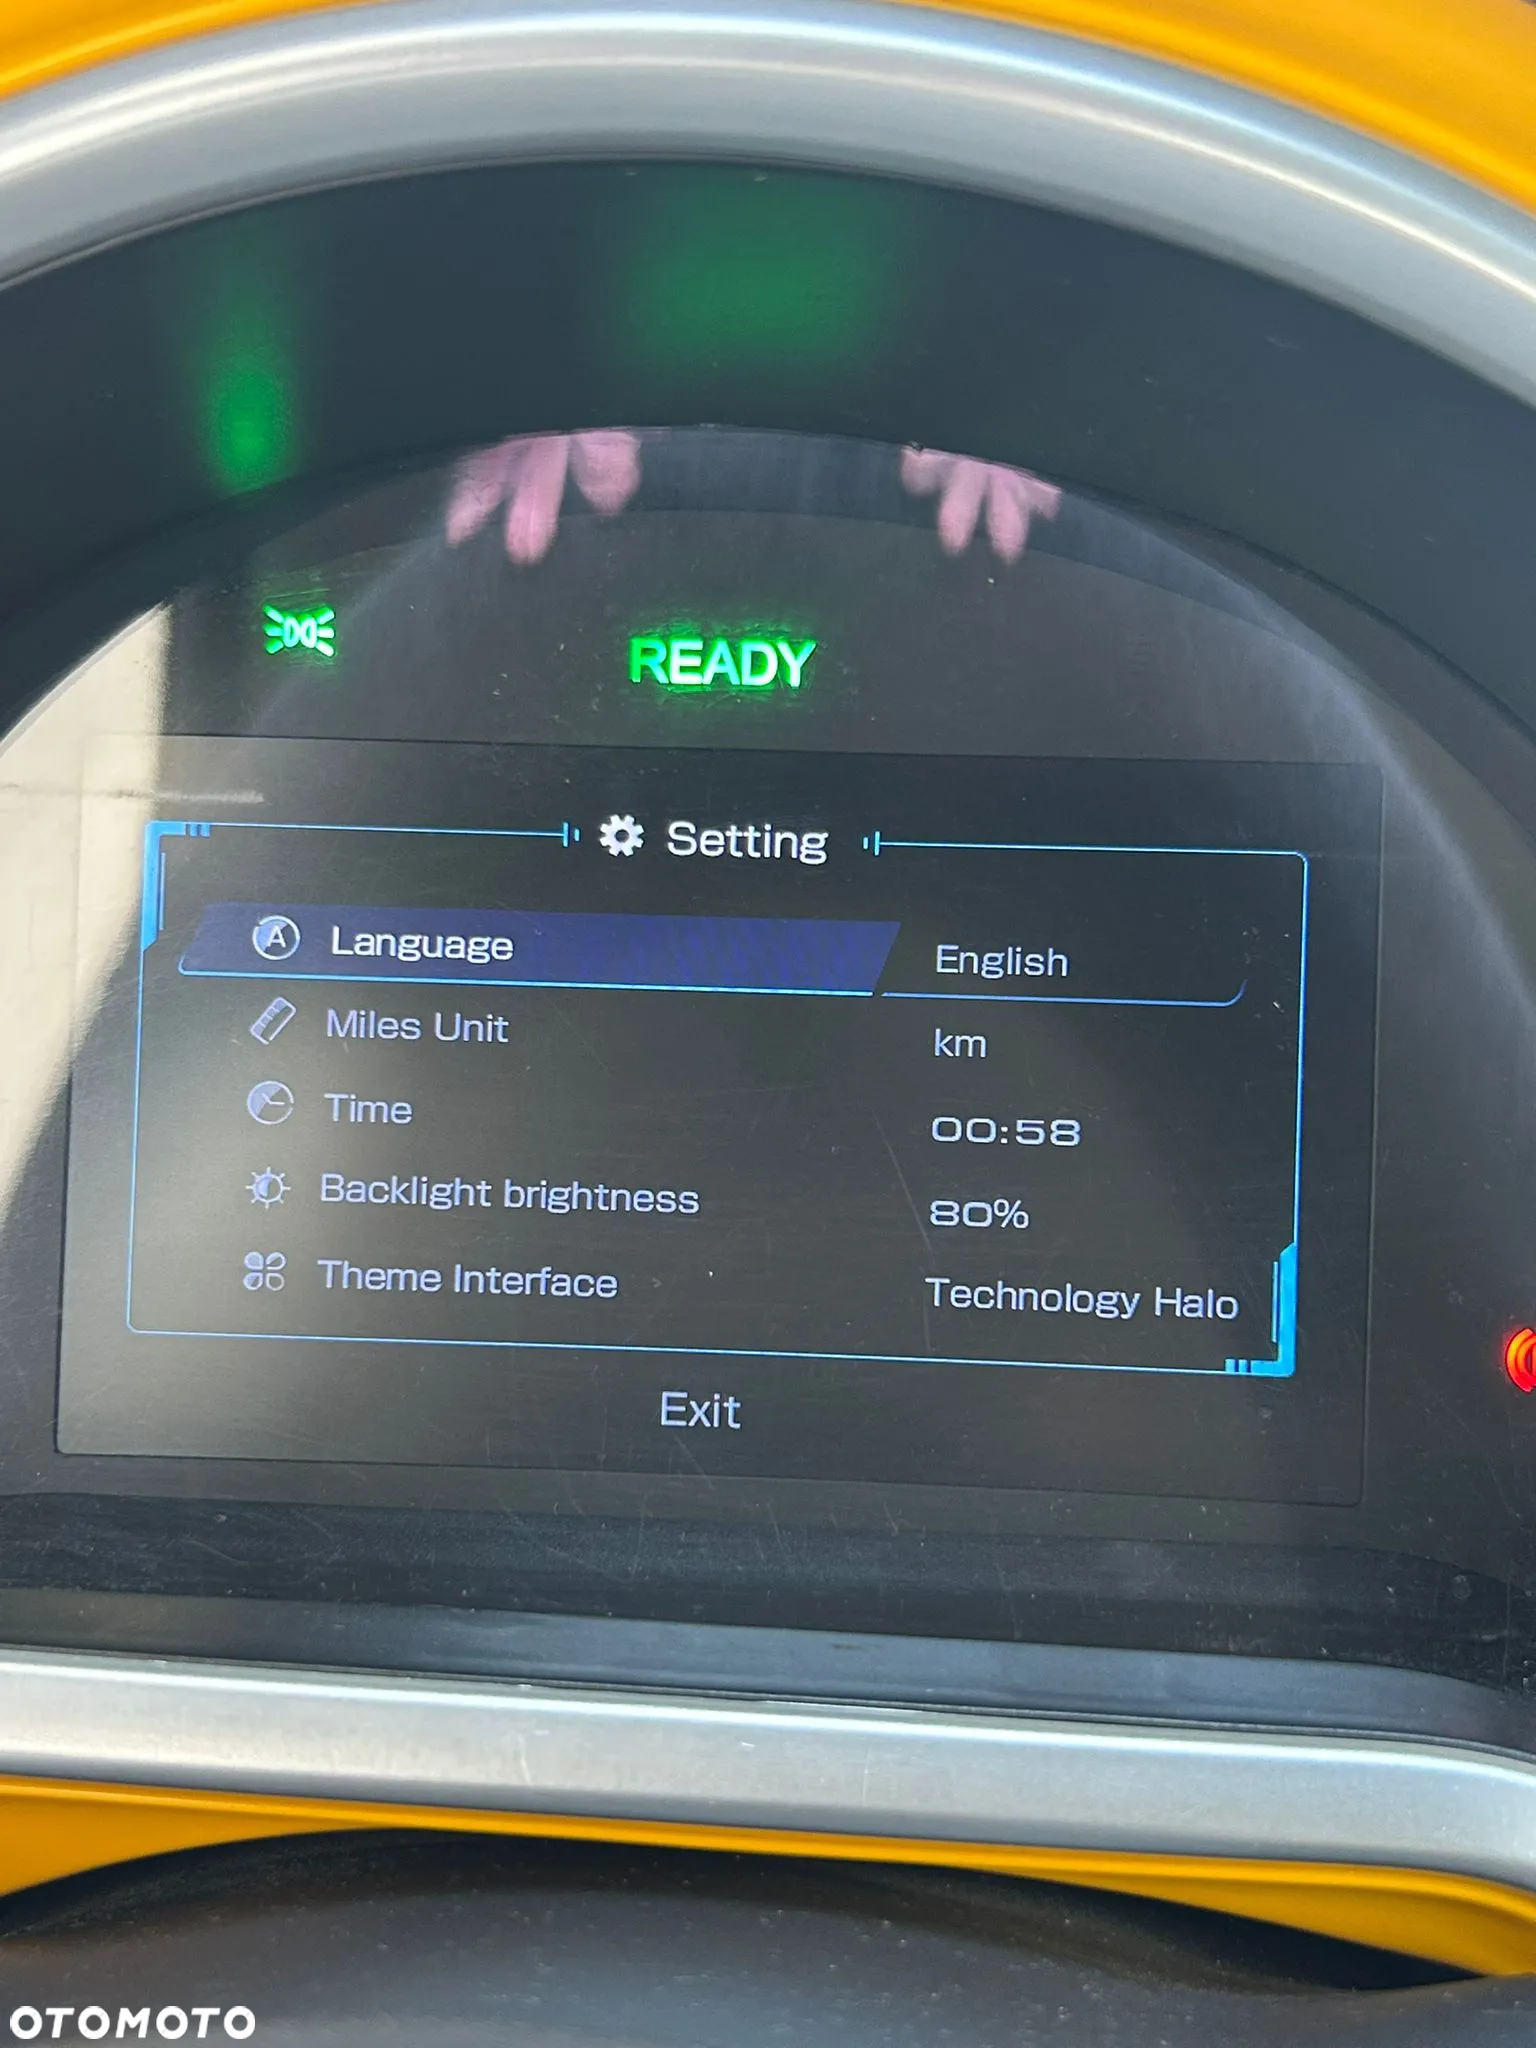 READY
Setting
Language English
Miles Unit km
Time 00:58
Backlight brightness 80%
Theme Interface Technology Halo
Exit
OTOMOTO